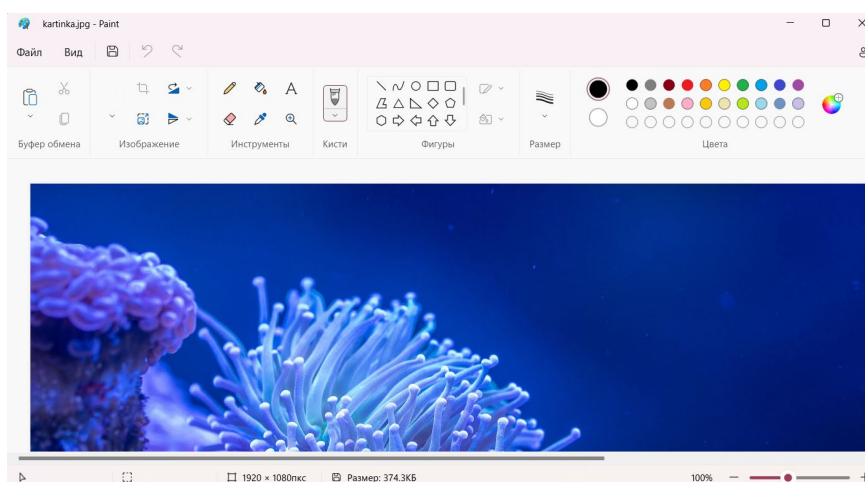 kartinka.jpg - Paint
Файл Вид
A
Буфер обмена Изображение Инструменты Кисти Фигуры Размер Цвета
1920 × 1080пкс Размер: 374.3КБ 100%